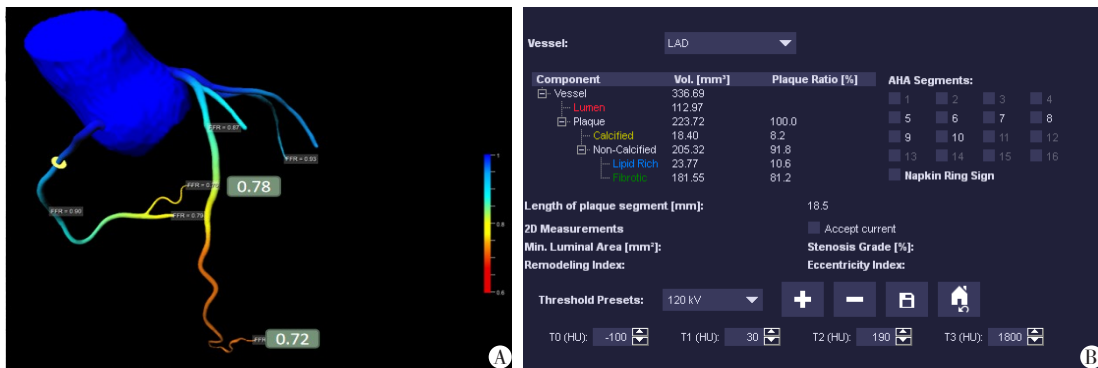 FFR = 0.87
FFR = 0.93
0.78
FFR = 0.90
FFR = 0.79
0.72
1
0.6
A
Vessel: LAD
Component Vol. [mm³] Plaque Ratio [%]
Vessel 336.69
Lumen 112.97
Plaque 223.72 100.0
Calcified 18.40 8.2
Non-Calcified 205.32 91.8
Lipid Rich 23.77 10.6
Fibrotic 181.55 81.2
AHA Segments:
1 2 3 4
5 6 7 8
9 10 11 12
13 14 15 16
Napkin Ring Sign
Length of plaque segment [mm]: 18.5
2D Measurements Accept current
Min. Luminal Area [mm²]: Stenosis Grade [%]:
Remodeling Index: Eccentricity Index:
Threshold Presets: 120 kV
T0 (HU): -100 T1 (HU): 30 T2 (HU): 190 T3 (HU): 1800
B